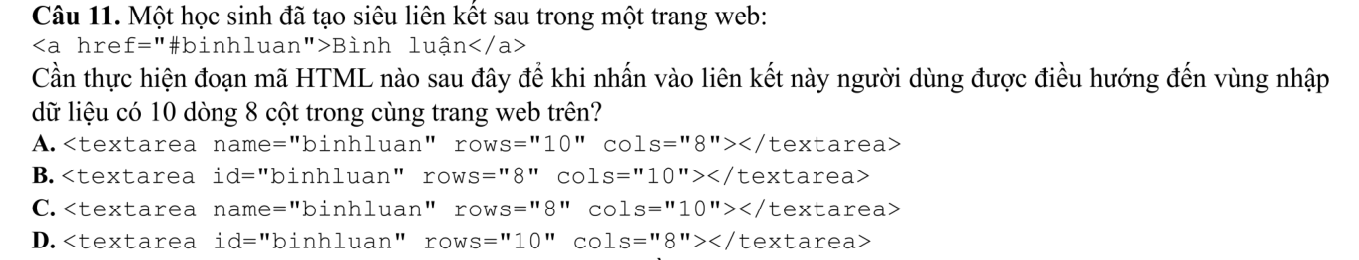 Câu 11. Một học sinh đã tạo siêu liên kết sau trong một trang web:
<a href="#binhluan">Bình luận</a>
Cần thực hiện đoạn mã HTML nào sau đây để khi nhấn vào liên kết này người dùng được điều hướng đến vùng nhập
dữ liệu có 10 dòng 8 cột trong cùng trang web trên?
A. <textarea name="binhluan" rows="10" cols="8"></textarea>
B. <textarea id="binhluan" rows="8" cols="10"></textarea>
C. <textarea name="binhluan" rows="8" cols="10"></textarea>
D. <textarea id="binhluan" rows="10" cols="8"></textarea>